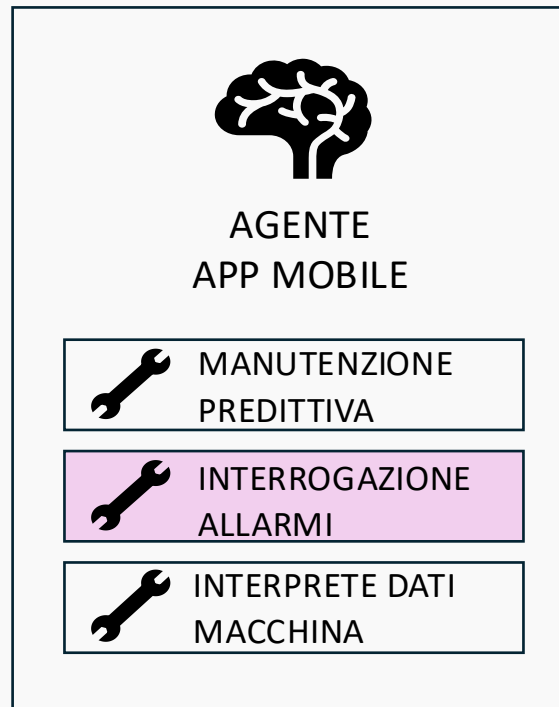 AGENTE
APP MOBILE
MANUTENZIONE
PREDITTIVA
INTERROGAZIONE
ALLARMI
INTERPRETE DATI
MACCHINA